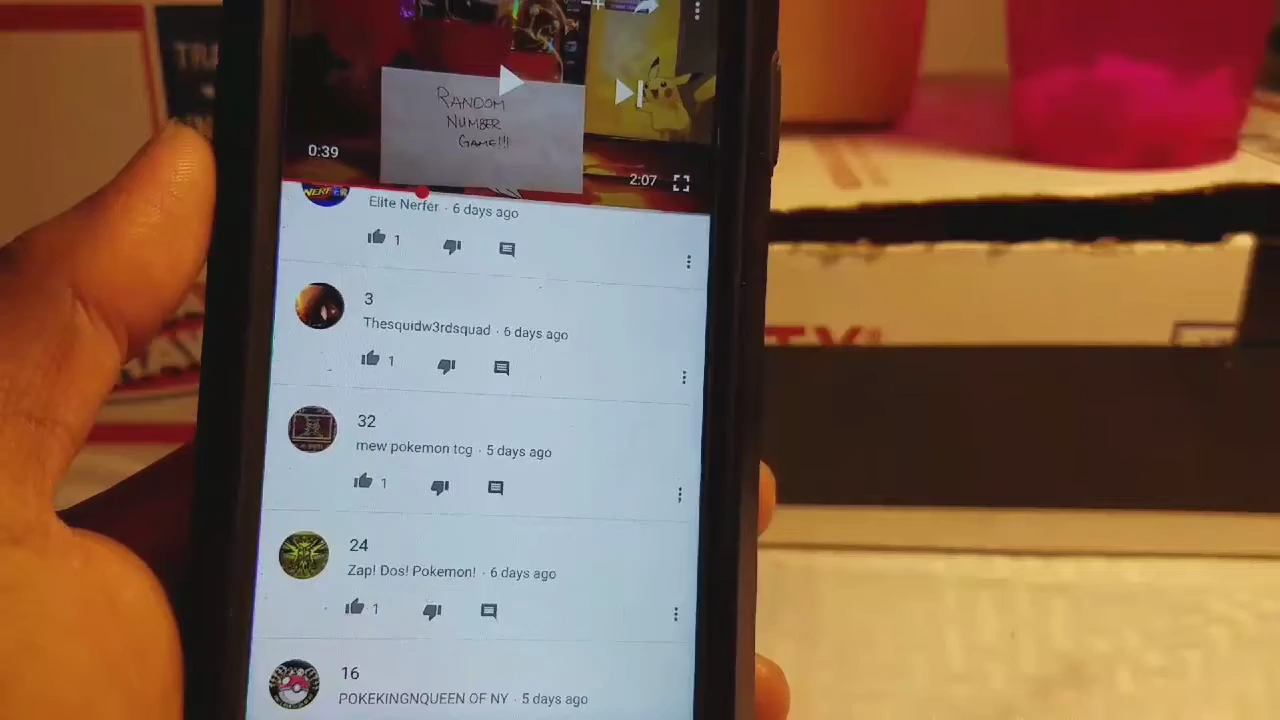 TRA
RANDOM
NUMBER
GAME!!!
0:39
2:07
NERF
Elite Nerfer · 6 days ago
1
3
Thesquidw3rdsquad · 6 days ago
1
32
mew pokemon tcg · 5 days ago
1
24
Zap! Dos! Pokemon! · 6 days ago
1
16
POKEKINGNQUEEN OF NY · 5 days ago